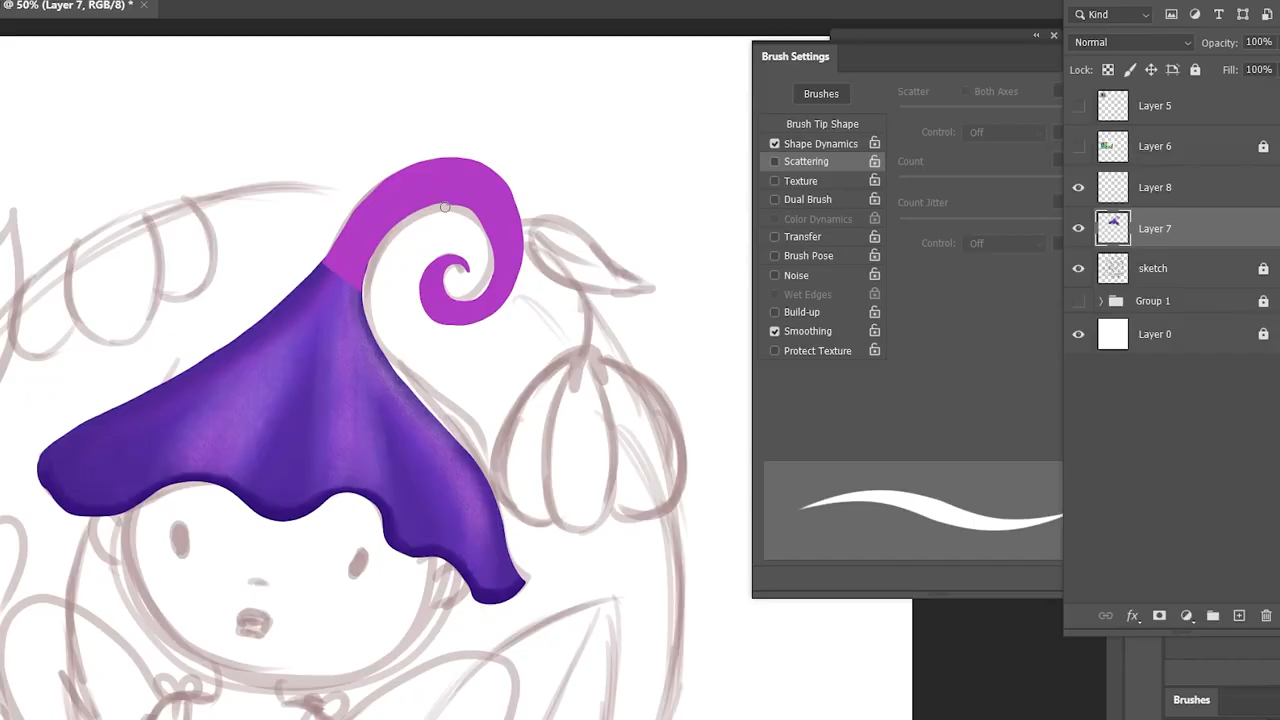 @ 50% (Layer 7, RGB/8) *
Brush Settings
Brushes
Brush Tip Shape
Shape Dynamics
Scattering
Texture
Dual Brush
Color Dynamics
Transfer
Brush Pose
Noise
Wet Edges
Build-up
Smoothing
Protect Texture
Scatter
Both Axes
Control: Off
Count
Count Jitter
Control: Off
Kind
Normal
Opacity: 100%
Lock:
Fill: 100%
Layer 5
Layer 6
Layer 8
Layer 7
sketch
Group 1
Layer 0
fx
Brushes